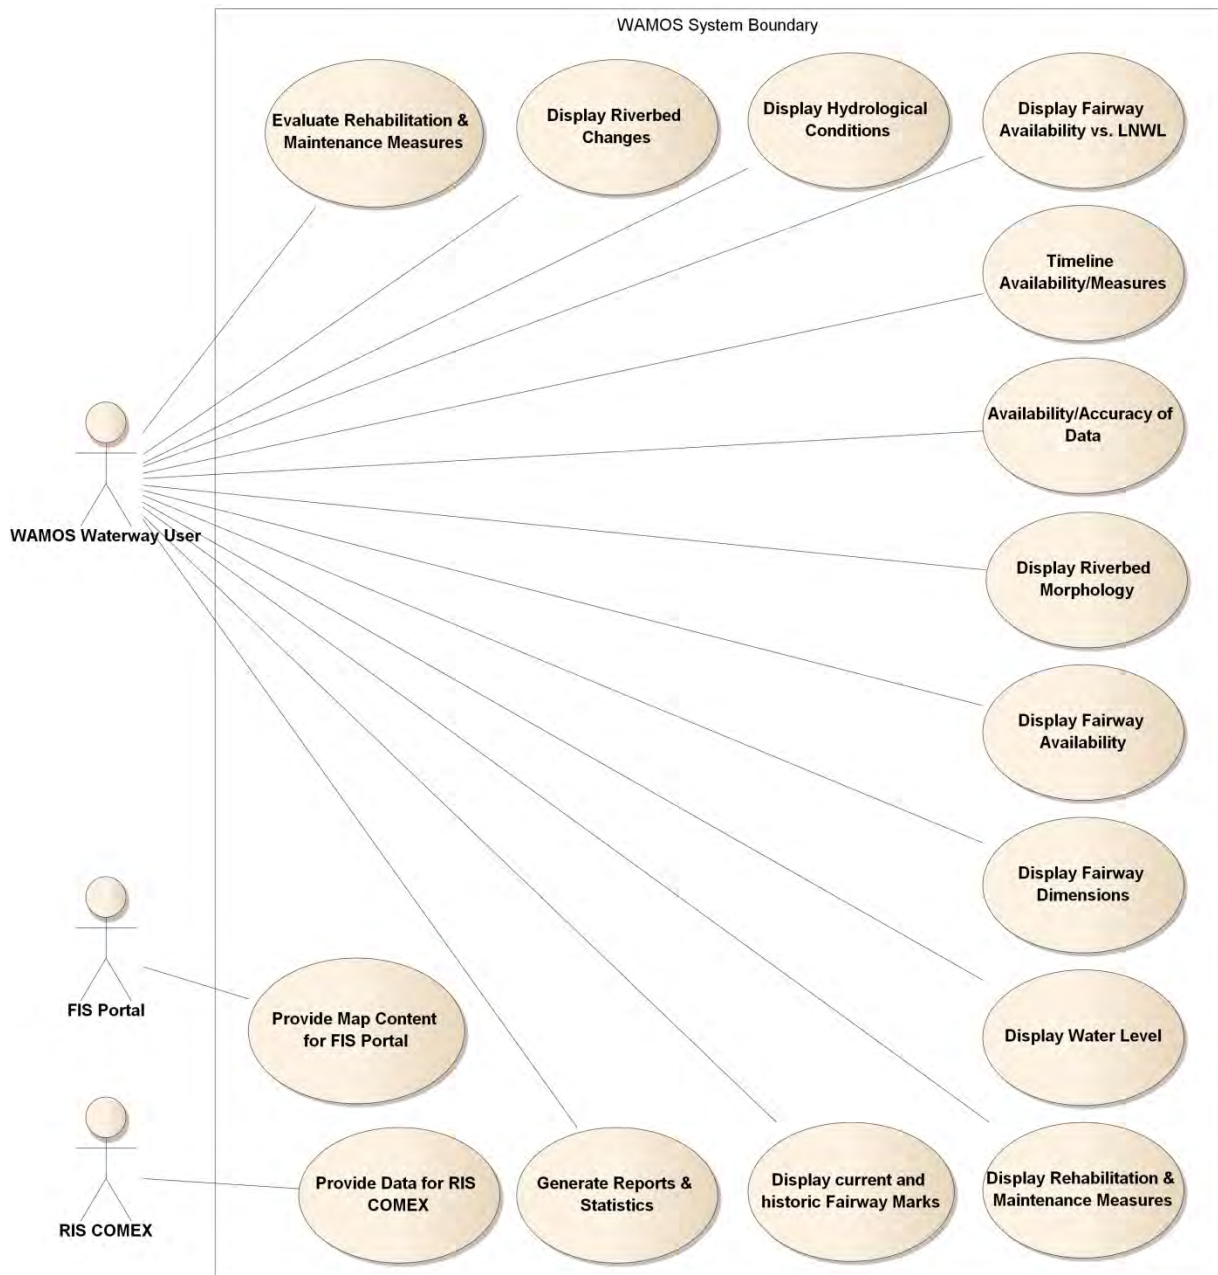 WAMOS System Boundary
Evaluate Rehabilitation &
Maintenance Measures
Display Riverbed
Changes
Display Hydrological
Conditions
Display Fairway
Availability vs. LNWL
Timeline
Availability/Measures
Availability/Accuracy of
Data
WAMOS Waterway User
Display Riverbed
Morphology
Display Fairway
Availability
Display Fairway
Dimensions
FIS Portal
Provide Map Content
for FIS Portal
Display Water Level
RIS COMEX
Provide Data for RIS
COMEX
Generate Reports &
Statistics
Display current and
historic Fairway Marks
Display Rehabilitation &
Maintenance Measures